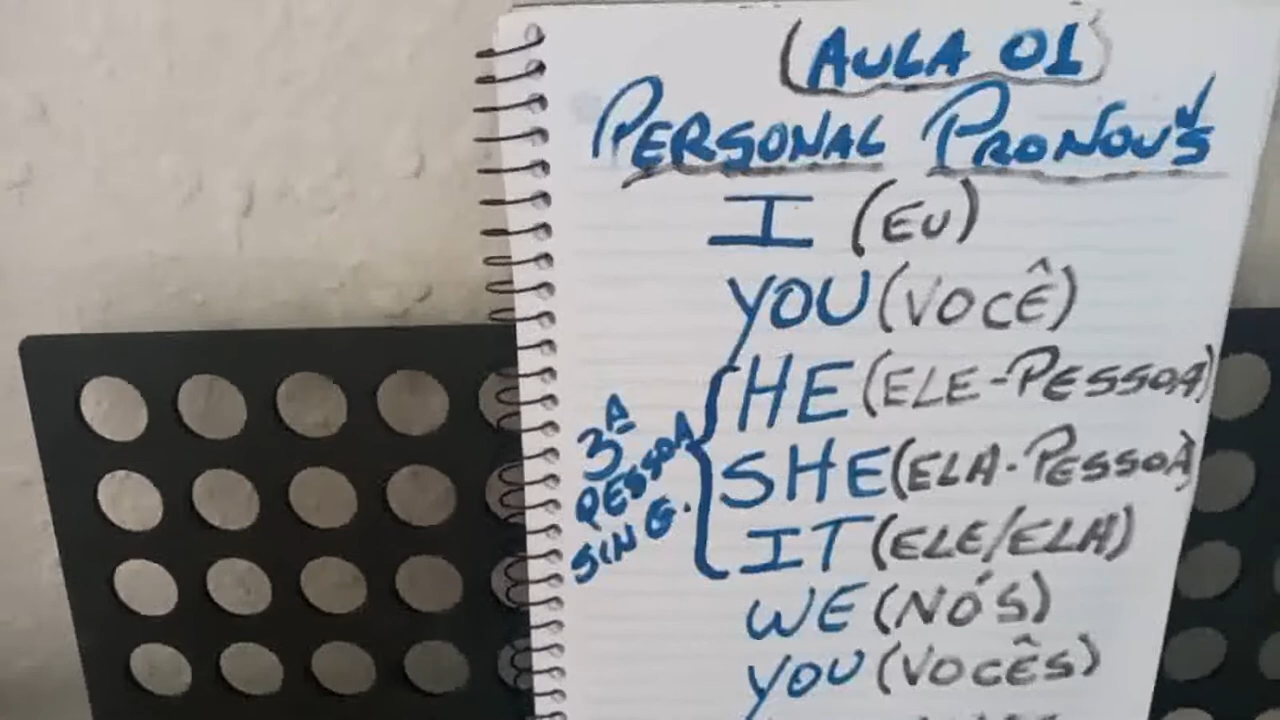 (AULA 01)
PERSONAL PRONOUNS
I (EU)
YOU (VOCÊ)
HE (ELE-PESSOA)
SHE (ELA-PESSOA)
IT (ELE/ELA)
3ª
PESSOA
SING.
WE (NÓS)
YOU (VOCÊS)